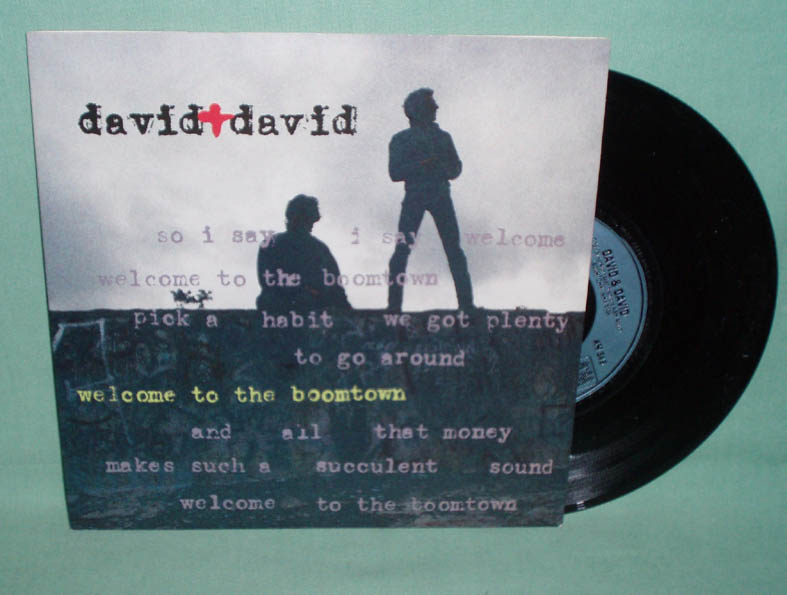 david+david
so i say i say welcome
welcome to the boomtown
pick a habit we got plenty
to go around
welcome to the boomtown
and all that money
makes such a succulent sound
welcome to the boomtown
DAVID & DAVID